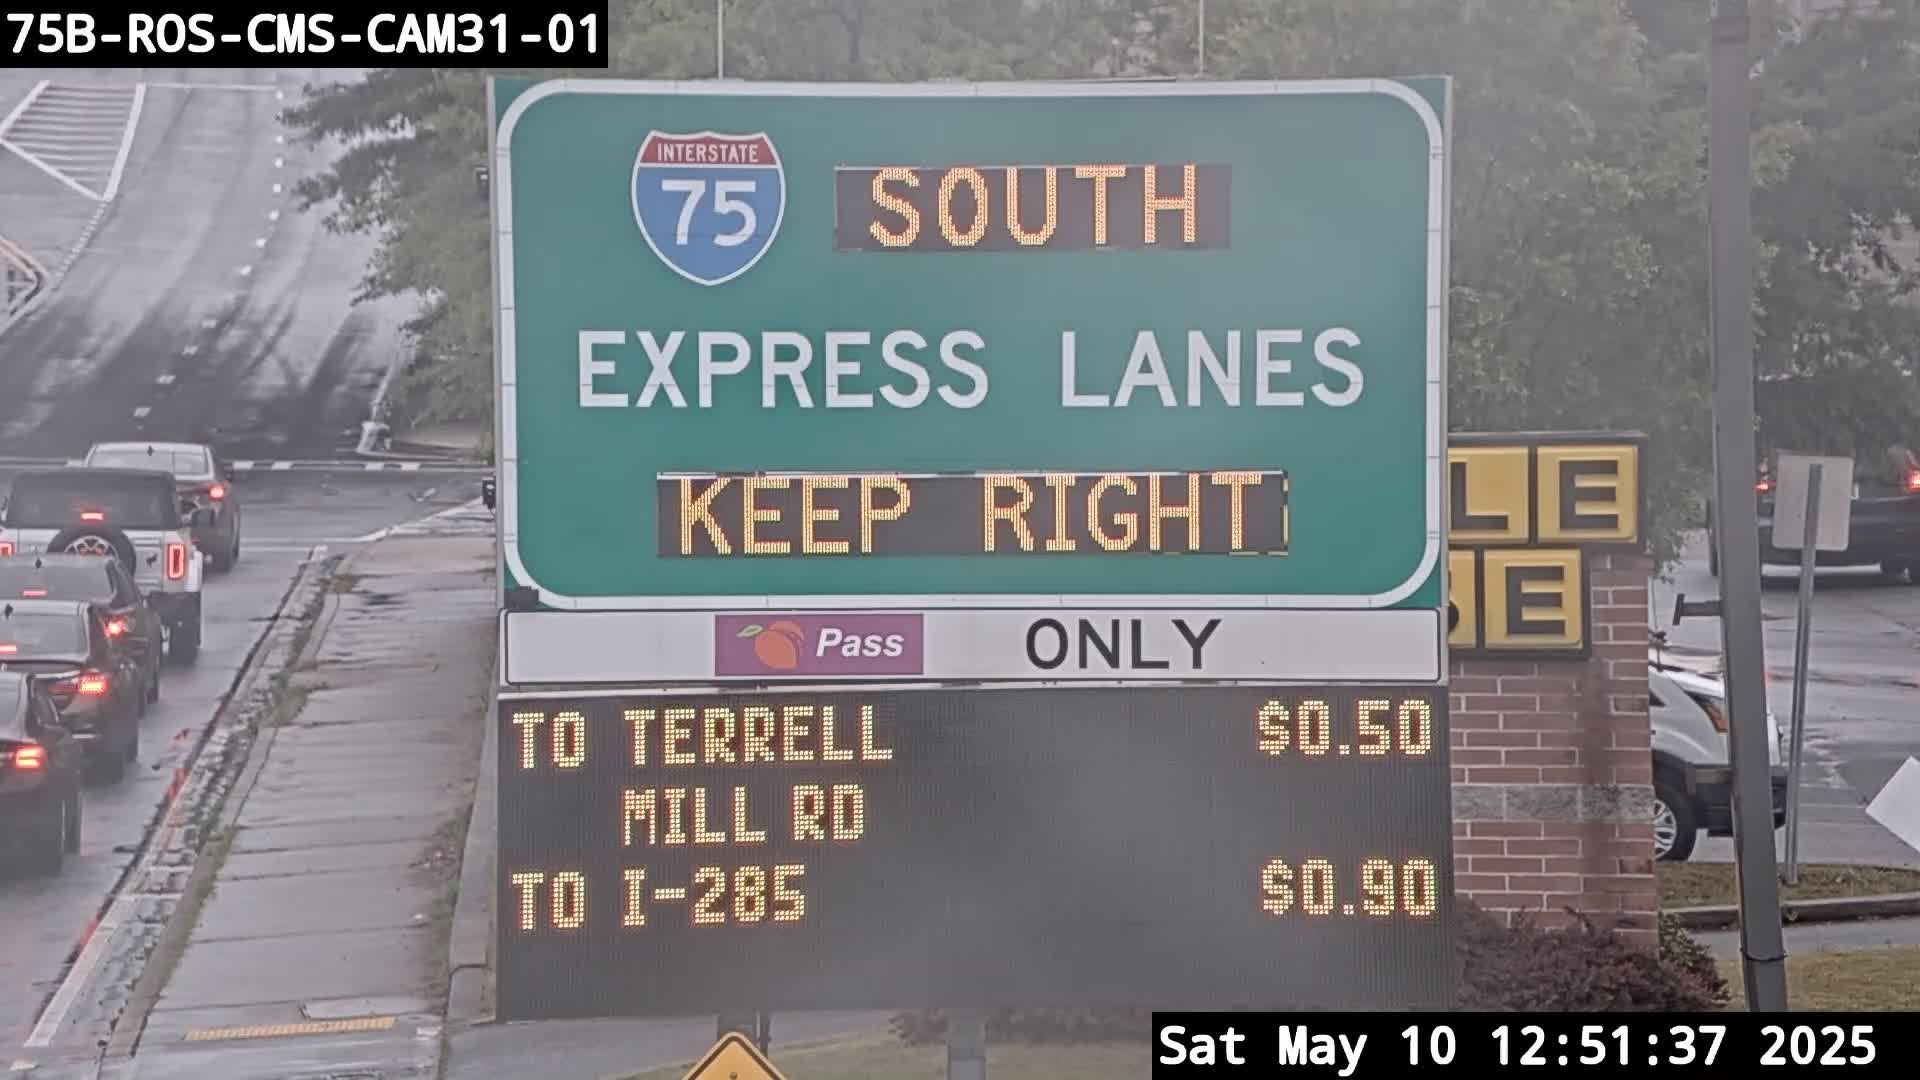 75B-ROS-CMS-CAM31-01
INTERSTATE
75
SOUTH
EXPRESS LANES
KEEP RIGHT
Pass ONLY
TO TERRELL $0.50
MILL RD
TO I-285 $0.90
LE
E
Sat May 10 12:51:37 2025